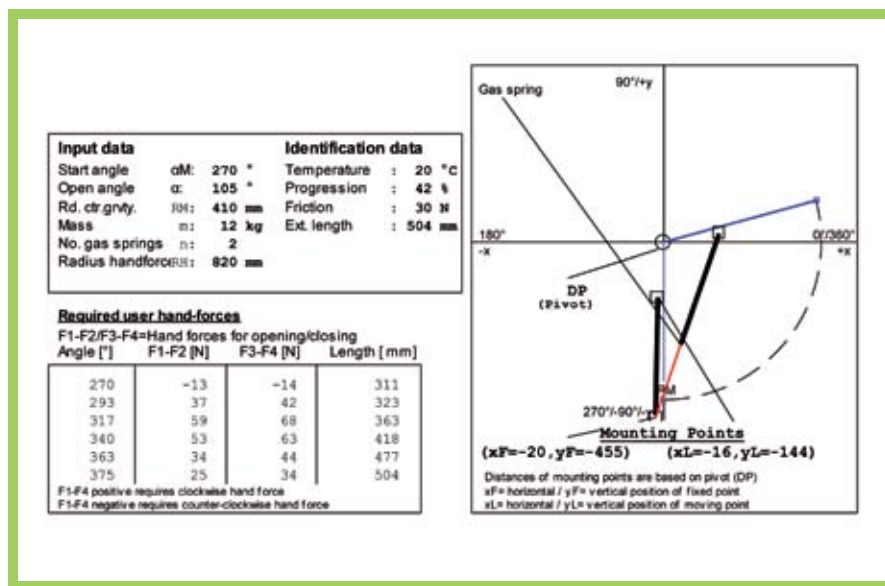 Input data Identification data
Start angle αM: 270 ° Temperature : 20 °C
Open angle α: 105 ° Progression : 42 %
Rd. ctr.grvty. RM: 410 mm Friction : 30 N
Mass m: 12 kg Ext. length : 504 mm
No. gas springs n: 2
Radius handforceRH: 820 mm
Required user hand-forces
F1-F2/F3-F4=Hand forces for opening/closing
Angle [°] F1-F2 [N] F3-F4 [N] Length [mm]
270 -13 -14 311
293 37 42 323
317 59 68 363
340 53 63 418
363 34 44 477
375 25 34 504
F1-F4 positive requires clockwise hand force
F1-F4 negative requires counter-clockwise hand force
90°/+y
Gas spring
180° 0°/360°
-x +x
DP
(Pivot)
270°/-90°/-y
Mounting Points
(xF=-20,yF=-455) (xL=-16,yL=-144)
Distances of mounting points are based on pivot (DP)
xF= horizontal / yF= vertical position of fixed point
xL= horizontal / yL= vertical position of moving point